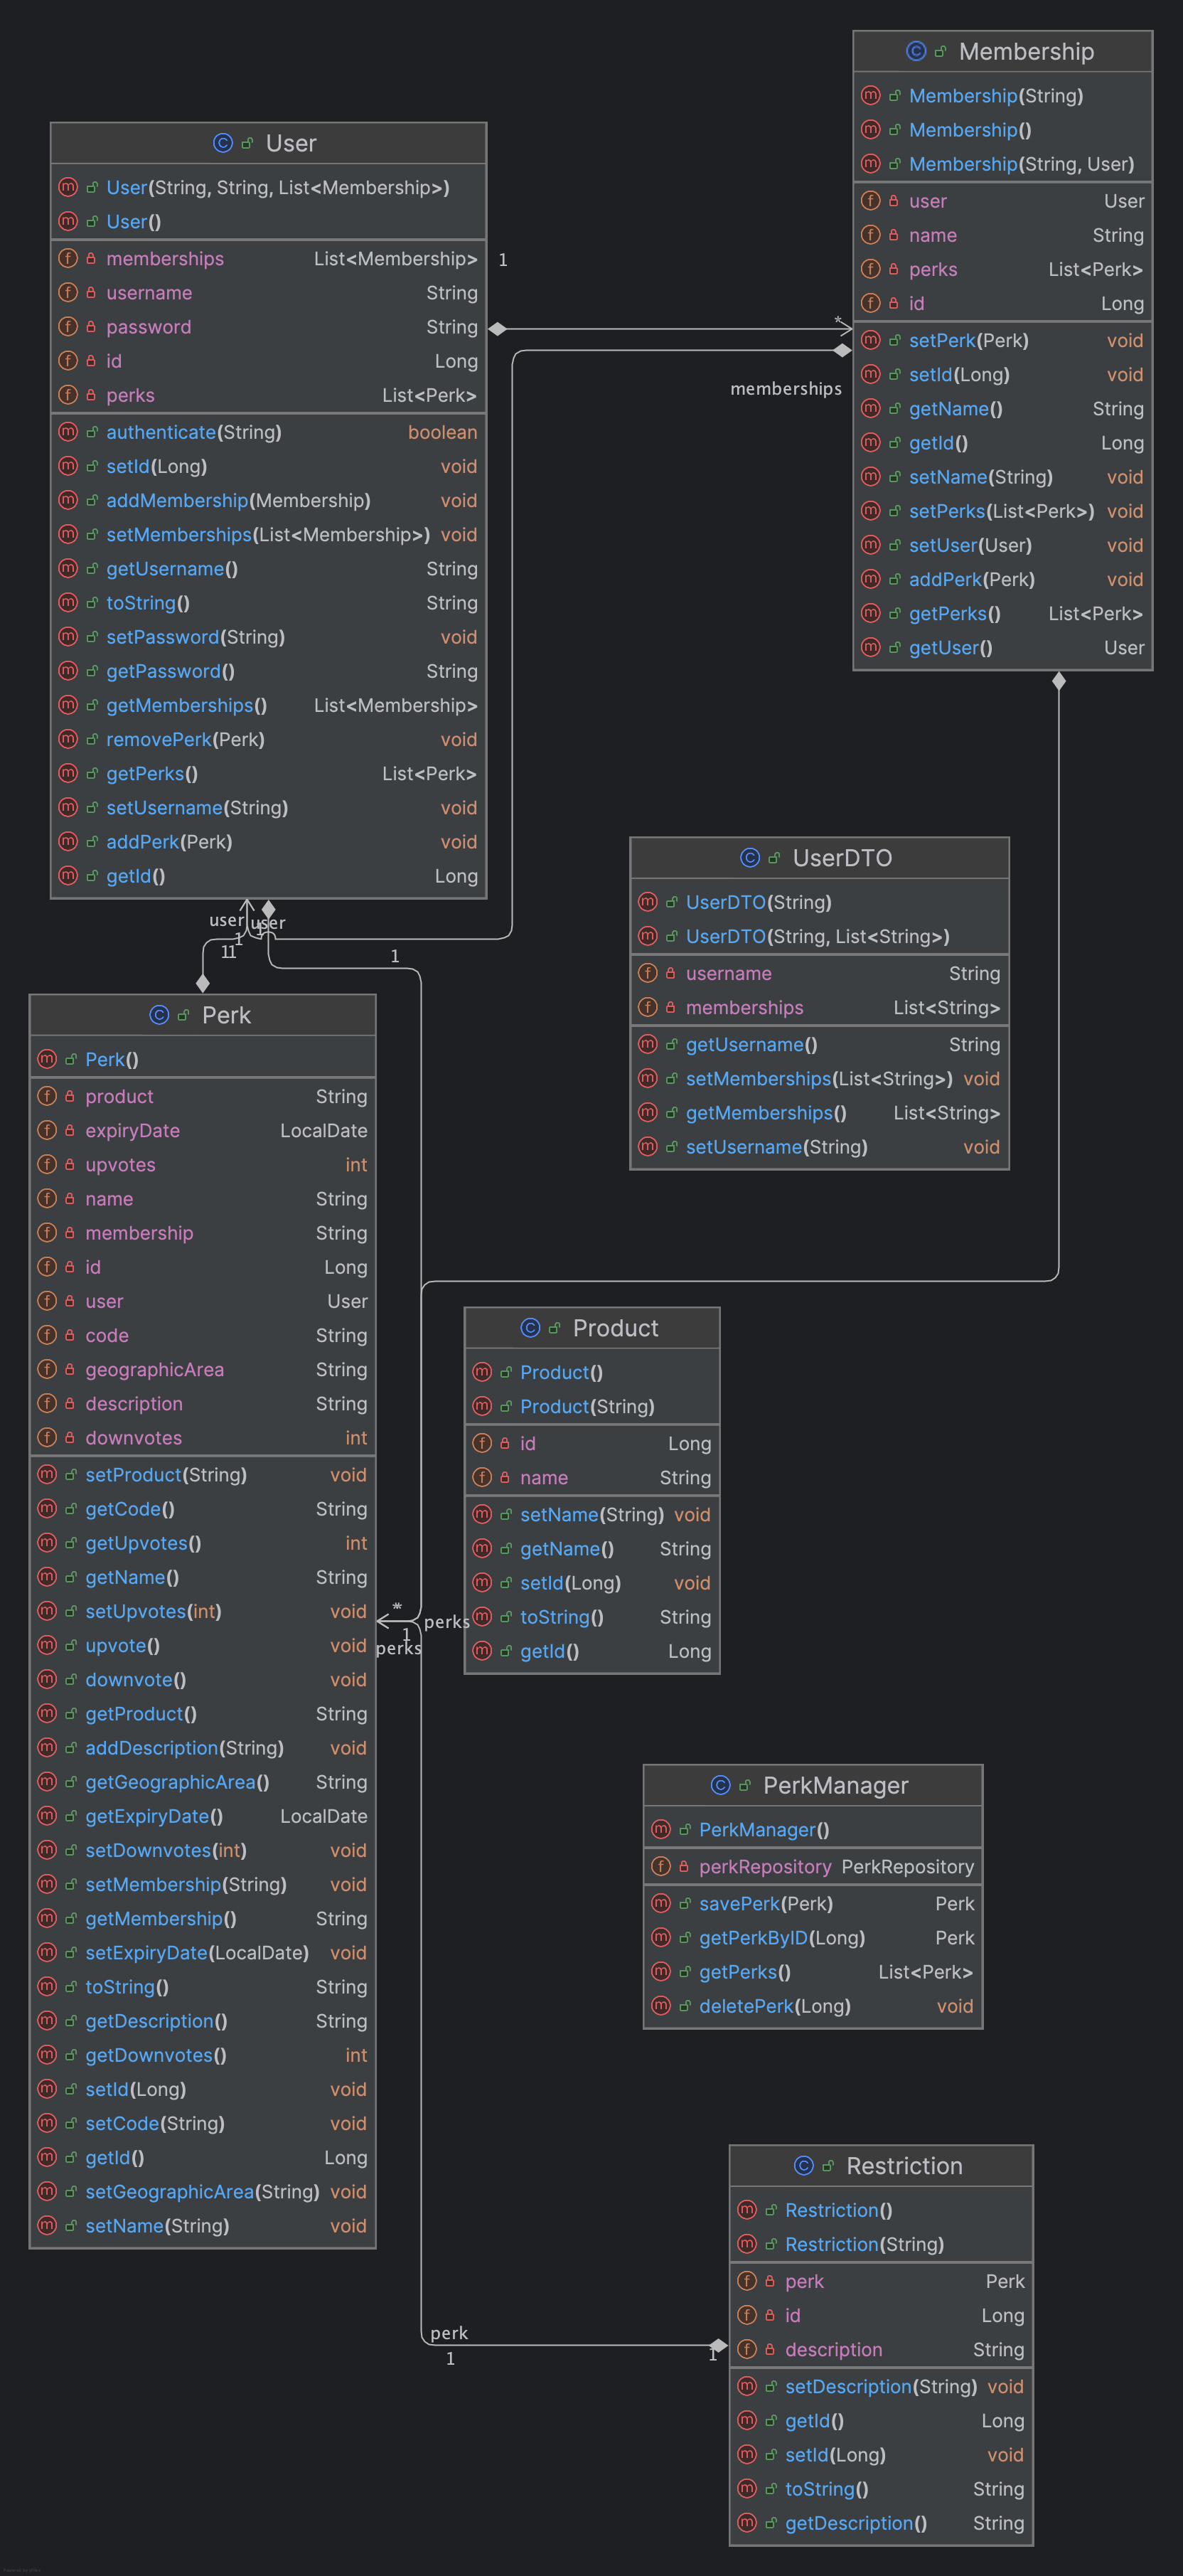 Membership
Membership(String)
Membership()
Membership(String, User)
user User
name String
perks List<Perk>
id Long
setPerk(Perk) void
setId(Long) void
getName() String
getId() Long
setName(String) void
setPerks(List<Perk>) void
setUser(User) void
addPerk(Perk) void
getPerks() List<Perk>
getUser() User
User
User(String, String, List<Membership>)
User()
memberships List<Membership>
username String
password String
id Long
perks List<Perk>
authenticate(String) boolean
setId(Long) void
addMembership(Membership) void
setMemberships(List<Membership>) void
getUsername() String
toString() String
setPassword(String) void
getPassword() String
getMemberships() List<Membership>
removePerk(Perk) void
getPerks() List<Perk>
setUsername(String) void
addPerk(Perk) void
getId() Long
1
*
memberships
user
user
1
1
11
1
UserDTO
UserDTO(String)
UserDTO(String, List<String>)
username String
memberships List<String>
getUsername() String
setMemberships(List<String>) void
getMemberships() List<String>
setUsername(String) void
Perk
Perk()
product String
expiryDate LocalDate
upvotes int
name String
membership String
id Long
user User
code String
geographicArea String
description String
downvotes int
setProduct(String) void
getCode() String
getUpvotes() int
getName() String
setUpvotes(int) void
upvote() void
downvote() void
getProduct() String
addDescription(String) void
getGeographicArea() String
getExpiryDate() LocalDate
setDownvotes(int) void
setMembership(String) void
getMembership() String
setExpiryDate(LocalDate) void
toString() String
getDescription() String
getDownvotes() int
setId(Long) void
setCode(String) void
getId() Long
setGeographicArea(String) void
setName(String) void
Product
Product()
Product(String)
id Long
name String
setName(String) void
getName() String
setId(Long) void
toString() String
getId() Long
*
1
perks
perks
PerkManager
PerkManager()
perkRepository PerkRepository
savePerk(Perk) Perk
getPerkByID(Long) Perk
getPerks() List<Perk>
deletePerk(Long) void
Restriction
Restriction()
Restriction(String)
perk Perk
id Long
description String
setDescription(String) void
getId() Long
setId(Long) void
toString() String
getDescription() String
perk
1
1